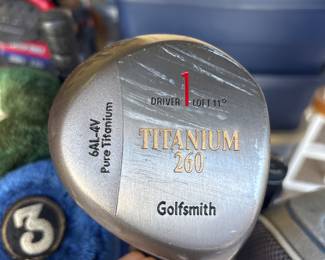 1
DRIVER LOFT 11°
6AL-4V
Pure Titanium
TITANIUM
260
Golfsmith
3